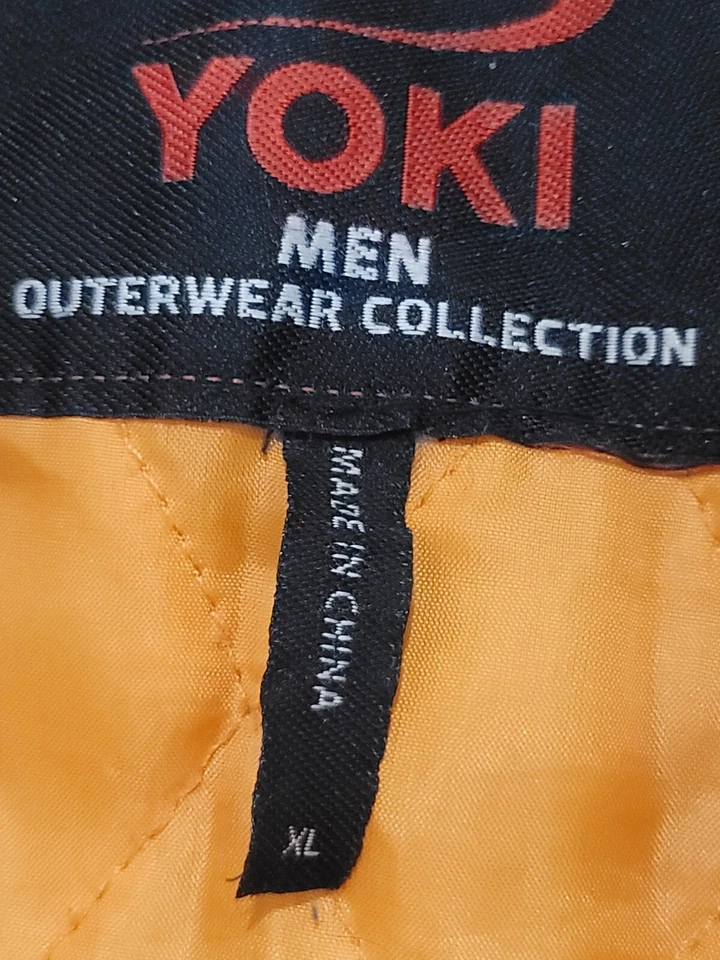 YOKI
MEN
OUTERWEAR COLLECTION
MADE IN CHINA
XL